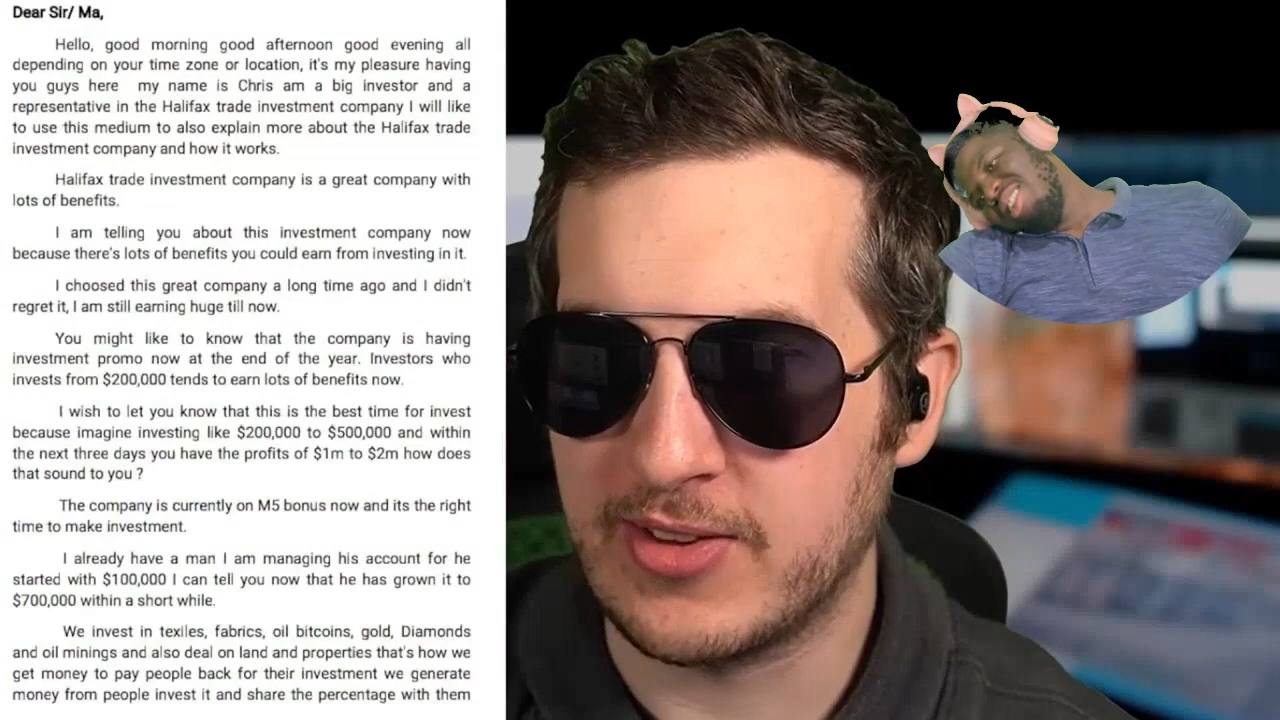 Dear Sir/ Ma,
Hello, good morning good afternoon good evening all
depending on your time zone or location, it's my pleasure having
you guys here my name is Chris am a big investor and a
representative in the Halifax trade investment company I will like
to use this medium to also explain more about the Halifax trade
investment company and how it works.
Halifax trade investment company is a great company with
lots of benefits.
I am telling you about this investment company now
because there's lots of benefits you could earn from investing in it.
I choosed this great company a long time ago and I didn't
regret it, I am still earning huge till now.
You might like to know that the company is having
investment promo now at the end of the year. Investors who
invests from $200,000 tends to earn lots of benefits now.
I wish to let you know that this is the best time for invest
because imagine investing like $200,000 to $500,000 and within
the next three days you have the profits of $1m to $2m how does
that sound to you ?
The company is currently on M5 bonus now and its the right
time to make investment.
I already have a man I am managing his account for he
started with $100,000 I can tell you now that he has grown it to
$700,000 within a short while.
We invest in texiles, fabrics, oil bitcoins, gold, Diamonds
and oil minings and also deal on land and properties that's how we
get money to pay people back for their investment we generate
money from people invest it and share the percentage with them